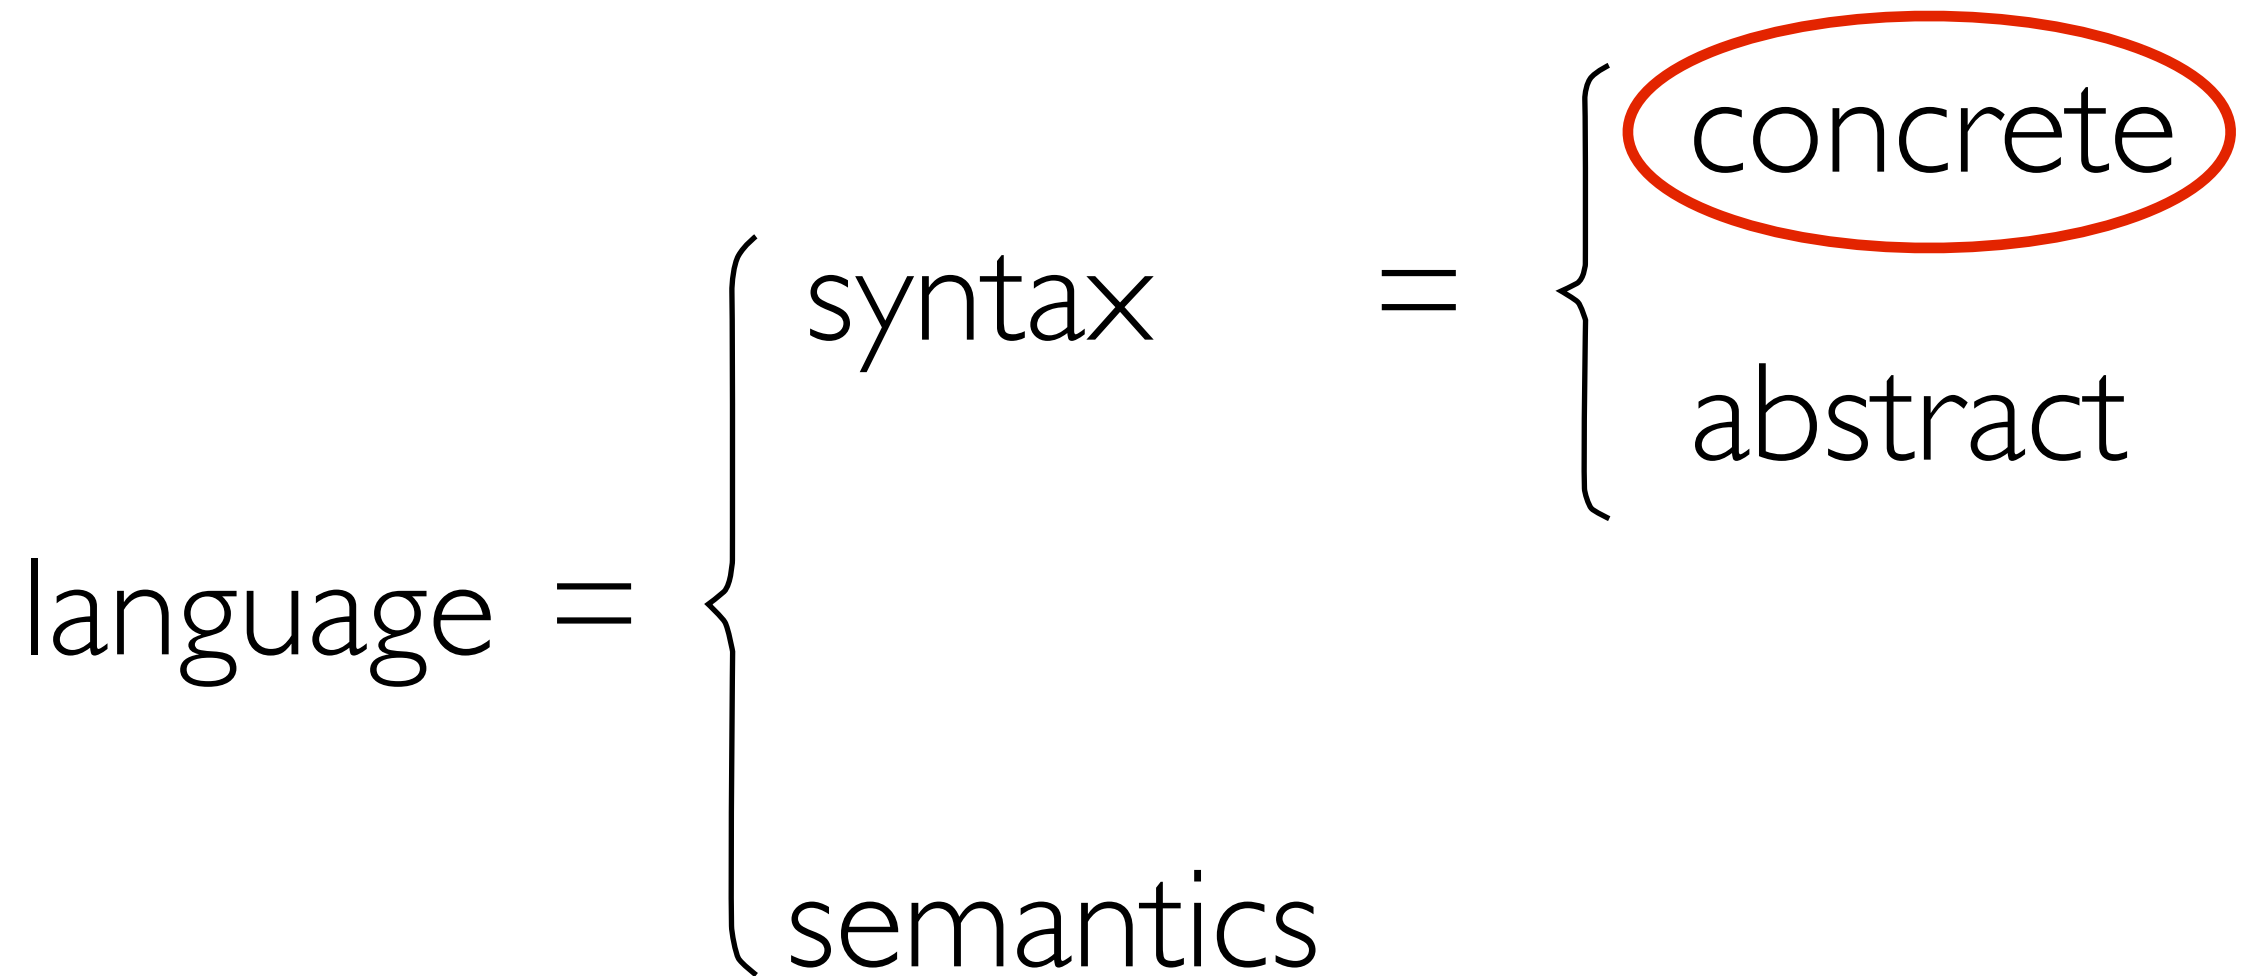 concrete
syntax =
abstract
language =
semantics